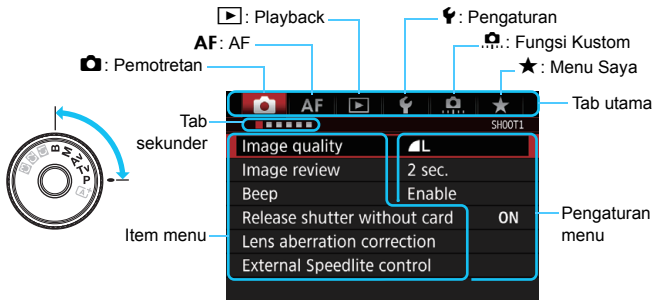 : Playback
: Pengaturan
AF: AF
: Fungsi Kustom
: Pemotretan
★: Menu Saya
AF
★
Tab utama
Tab sekunder
SHOOT1
Image quality L
Image review 2 sec.
Beep Enable
Release shutter without card ON
Lens aberration correction
External Speedlite control
Item menu
Pengaturan menu
B
M
Av
Tv
P
A+